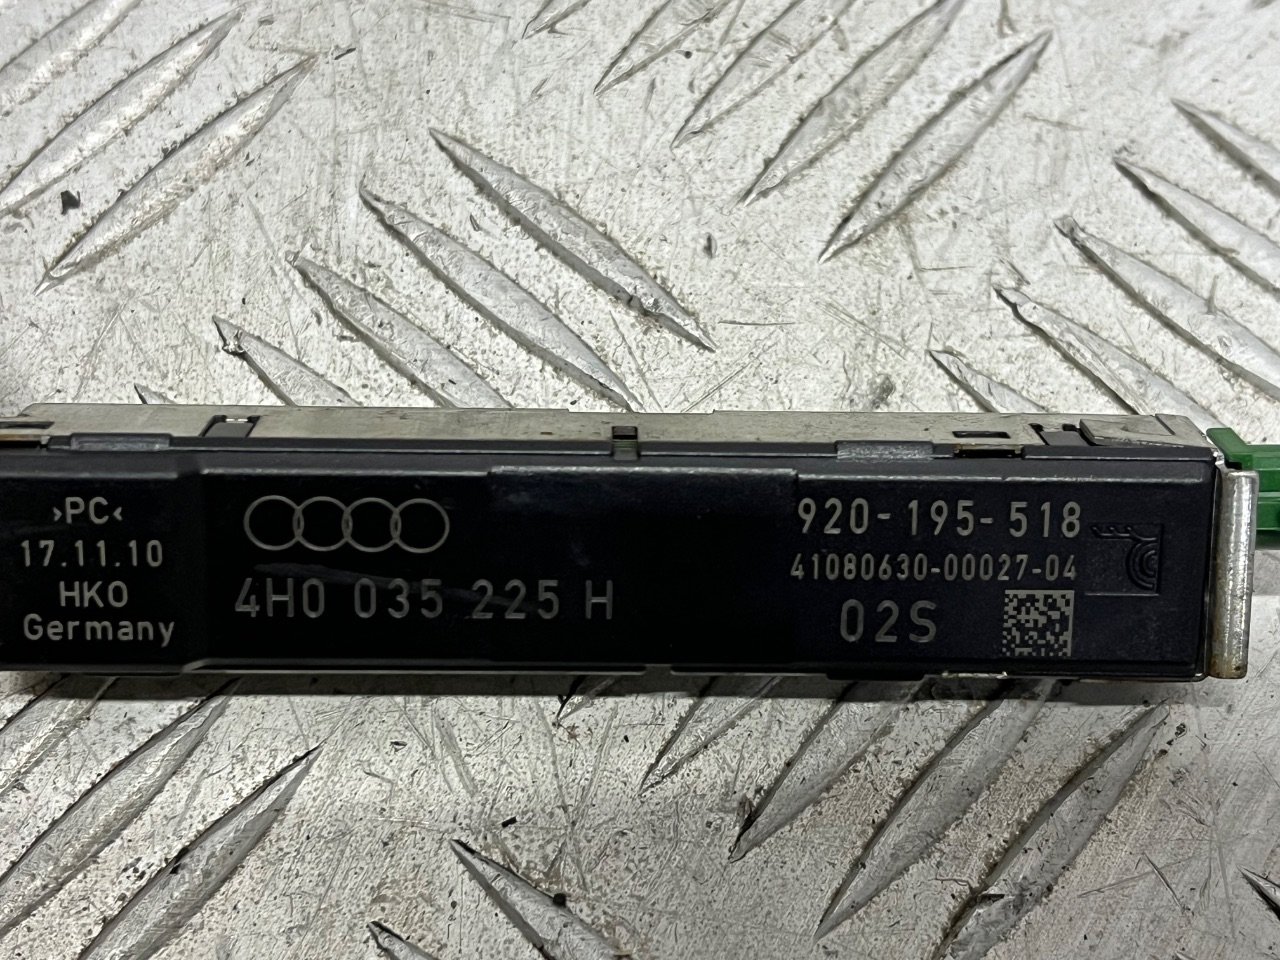 >PC<
17.11.10
HKO
Germany
4H0 035 225 H
920-195-518
41080630-00027-04
02S